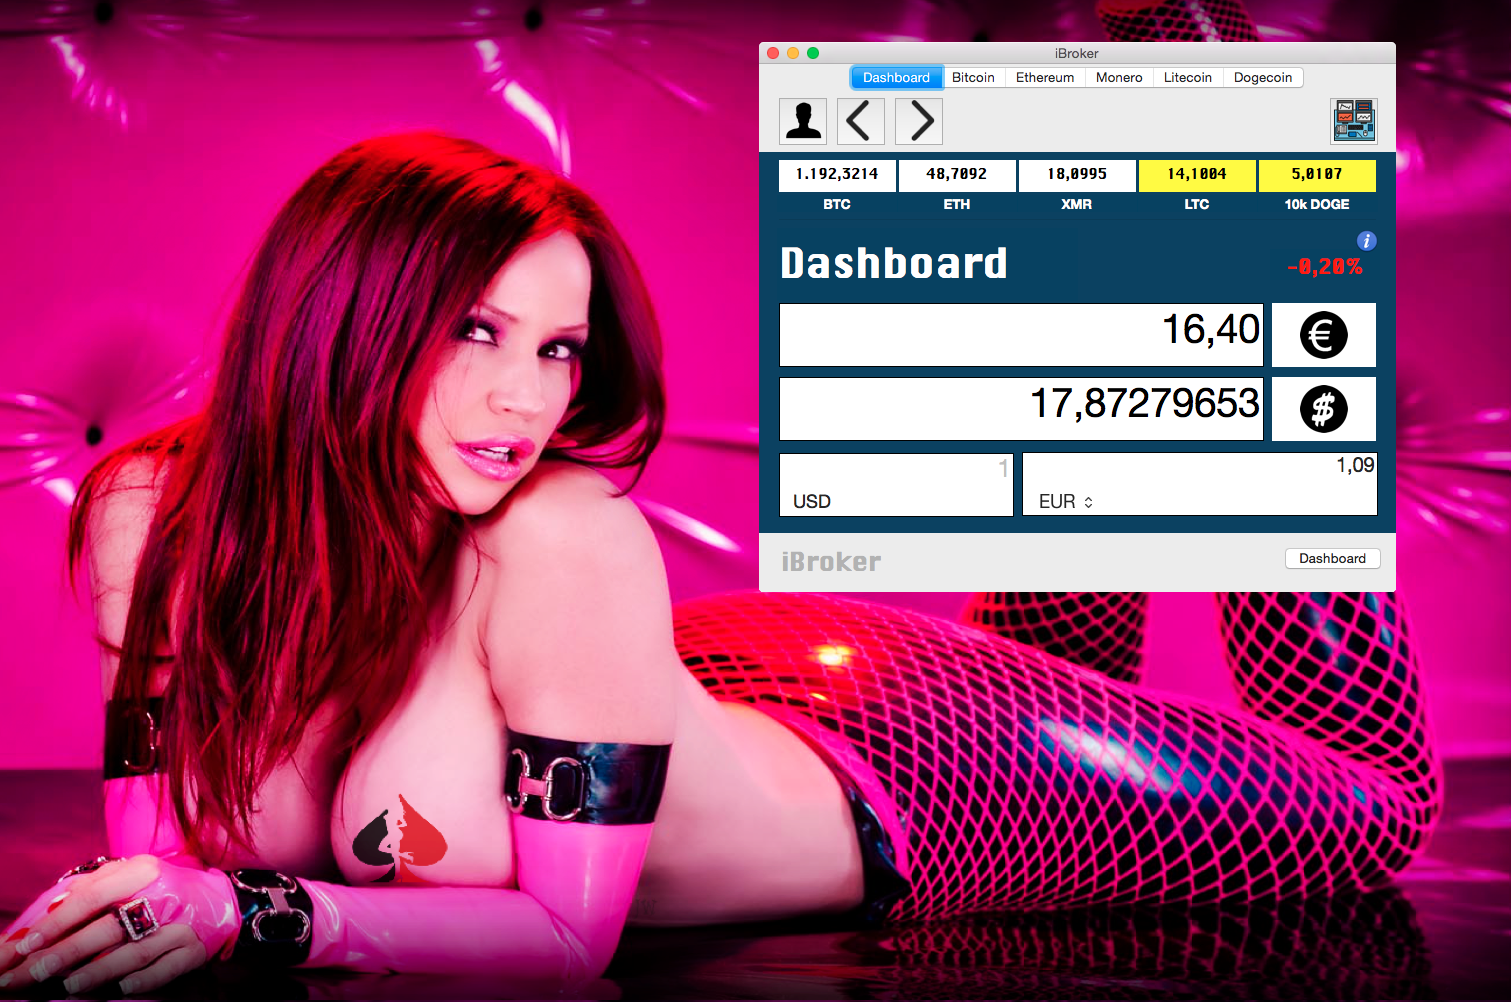 iBroker
Dashboard Bitcoin Ethereum Monero Litecoin Dogecoin
1.192,3214 48,7092 18,0995 14,1004 5,0107
BTC ETH XMR LTC 10k DOGE
i
Dashboard
-0,20%
16,40 €
17,87279653 $
1 1,09
USD EUR
iBroker Dashboard